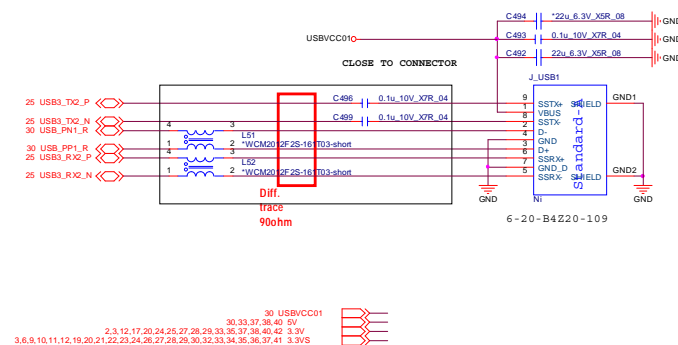 C494 *22u_6.3V_X5R_08 GND
USBVCC01 C493 0.1u_10V_X7R_04 GND
C492 22u_6.3V_X5R_08 GND
CLOSE TO CONNECTOR
J_USB1
25 USB3_TX2_P C496 0.1u_10V_X7R_04 9 SSTX+ SHIELD GND1
1 VBUS
25 USB3_TX2_N C499 0.1u_10V_X7R_04 8 SSTX-
30 USB_PN1_R 4 3 2 D-
L51 4 GND
30 USB_PP1_R 1 2 *WCM2012F2S-161T03-short 3 D+
25 USB3_RX2_P 4 3 6 SSRX+
L52 7 GND_D
25 USB3_RX2_N 1 2 *WCM2012F2S-161T03-short 5 SSRX- SHIELD GND2
Standard-A
Diff.
trace
90ohm
GND Ni GND
6-20-B4Z20-109
30 USBVCC01
30,33,37,38,40 5V
2,3,12,17,20,24,25,27,28,29,33,35,37,38,40,42 3.3V
3,6,9,10,11,12,19,20,21,22,23,24,26,27,28,29,30,32,33,34,35,36,37,41 3.3VS